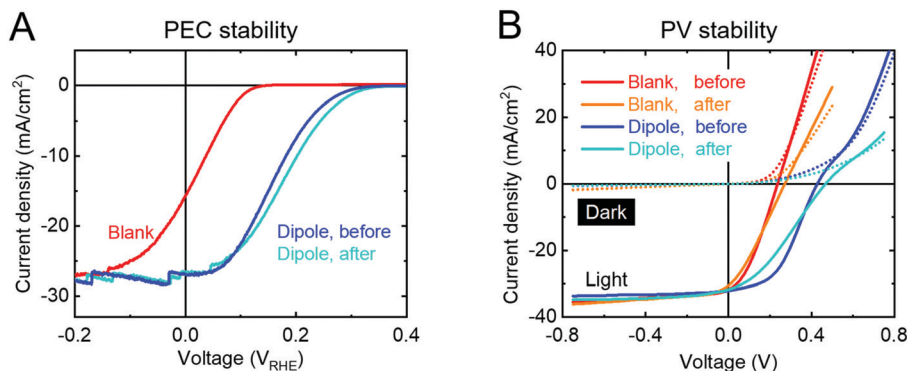 A
PEC stability
Current density (mA/cm²)
0
-10
-20
-30
Blank
Dipole, before
Dipole, after
-0.2
0.0
0.2
0.4
Voltage (V_RHE)
B
PV stability
Current density (mA/cm²)
40
20
0
-20
-40
Blank, before
Blank, after
Dipole, before
Dipole, after
Dark
Light
-0.8
-0.4
0.0
0.4
0.8
Voltage (V)